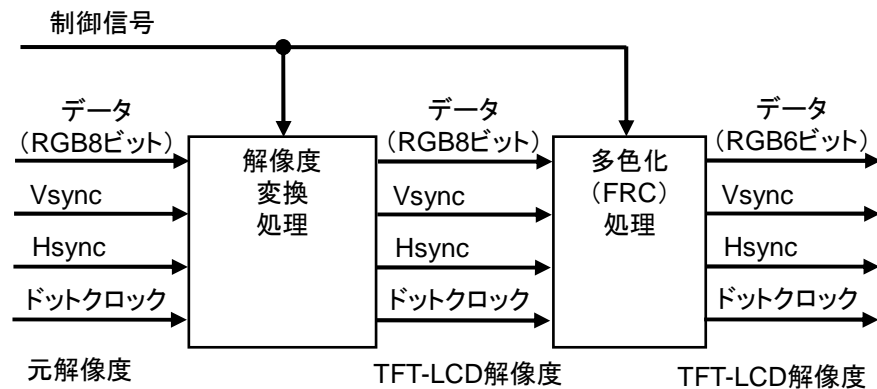 制御信号
データ
（RGB8ビット）
Vsync
Hsync
ドットクロック
元解像度
解像度
変換
処理
データ
（RGB8ビット）
Vsync
Hsync
ドットクロック
TFT-LCD解像度
多色化
（FRC）
処理
データ
（RGB6ビット）
Vsync
Hsync
ドットクロック
TFT-LCD解像度